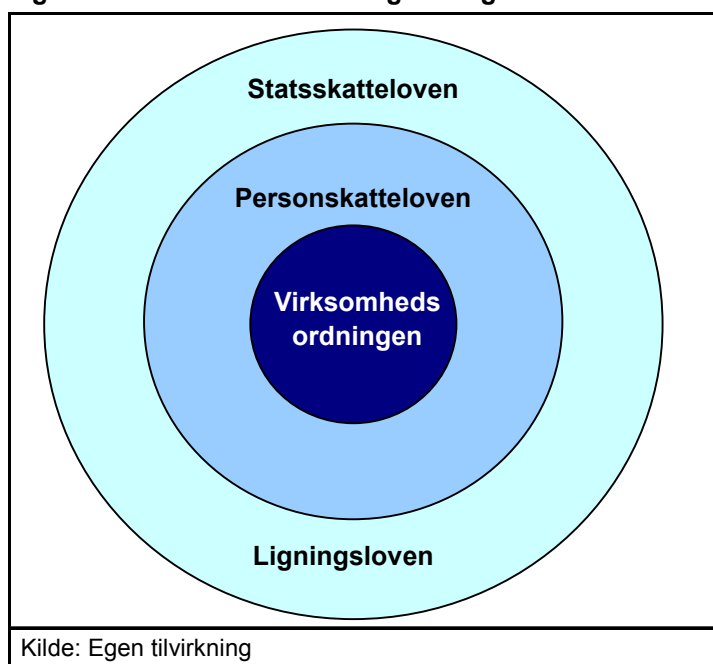 Statsskatteloven
Personskatteloven
Virksomheds
ordningen
Ligningsloven
Kilde: Egen tilvirkning